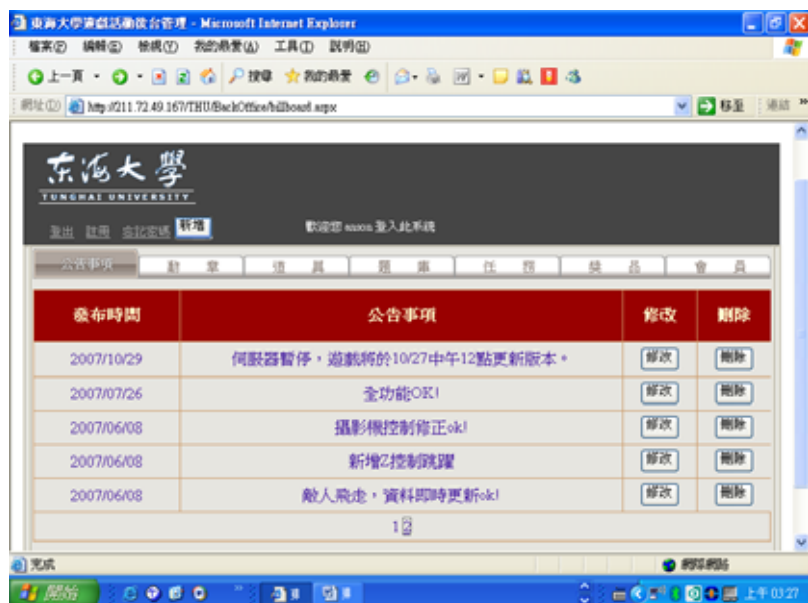 東海大學遊戲活動後台管理 - Microsoft Internet Explorer
檔案(F) 編輯(E) 檢視(V) 我的最愛(A) 工具(T) 說明(H)
上一頁 搜尋 我的最愛
網址(D) http://211.72.49.167/THU/BackOffice/billboard.aspx 移至 連結 »
东海大學
TUNGHAI UNIVERSITY
登出 註冊 忘記密碼 新增 歡迎您 eason 登入此系統
公告事項 勳章 道具 題庫 任務 獎品 會員
發布時間 公告事項 修改 刪除
2007/10/29 伺服器暫停，遊戲將於10/27中午12點更新版本。 修改 刪除
2007/07/26 全功能OK! 修改 刪除
2007/06/08 攝影機控制修正ok! 修改 刪除
2007/06/08 新增Z控制跳躍 修改 刪除
2007/06/08 敵人飛走，資料即時更新ok! 修改 刪除
1 2
完成 網際網路
開始 上午 03:27